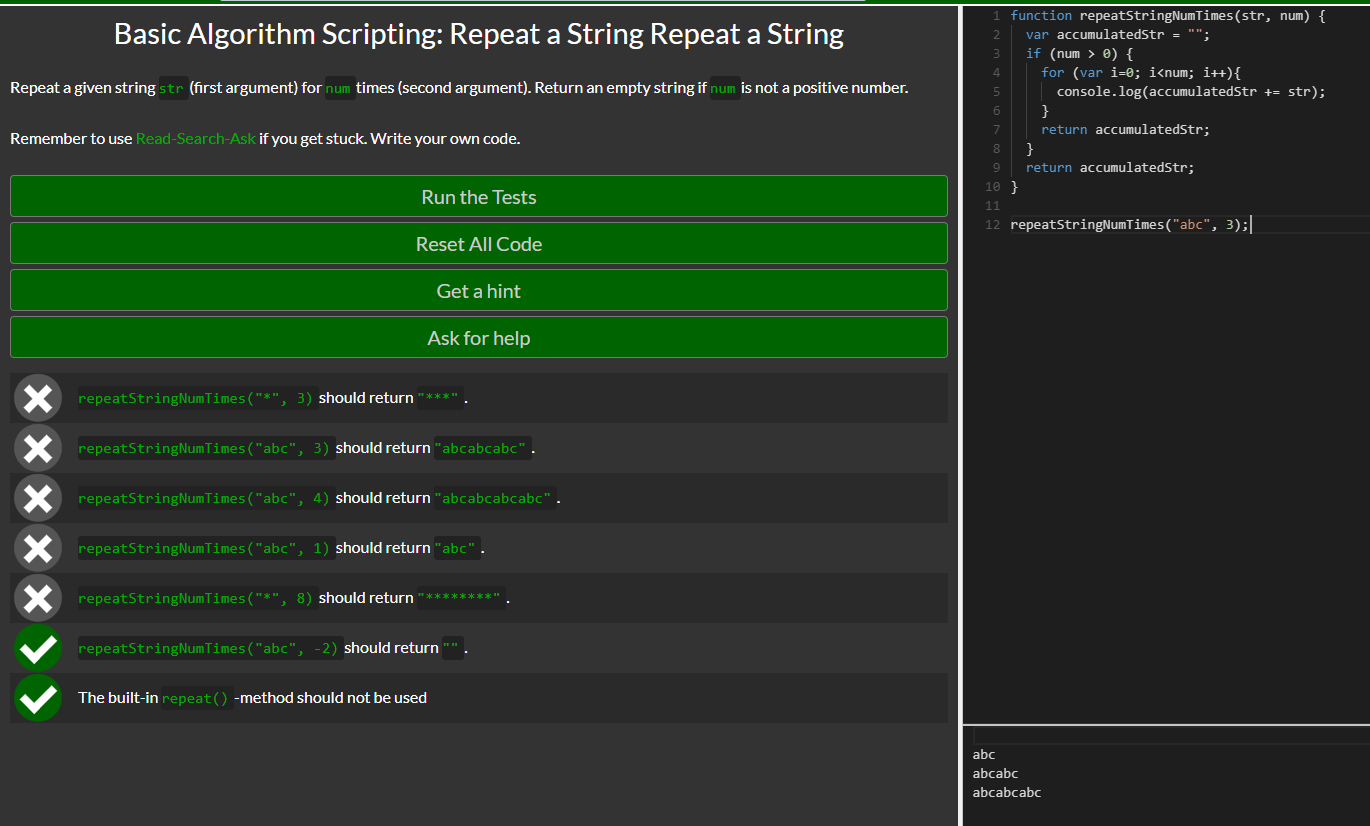 Basic Algorithm Scripting: Repeat a String Repeat a String
Repeat a given string str (first argument) for num times (second argument). Return an empty string if num is not a positive number.
Remember to use Read-Search-Ask if you get stuck. Write your own code.
Run the Tests
Reset All Code
Get a hint
Ask for help
repeatStringNumTimes("*", 3) should return "***" .
repeatStringNumTimes("abc", 3) should return "abcabcabc" .
repeatStringNumTimes("abc", 4) should return "abcabcabcabc" .
repeatStringNumTimes("abc", 1) should return "abc" .
repeatStringNumTimes("*", 8) should return "********" .
repeatStringNumTimes("abc", -2) should return "" .
The built-in repeat() -method should not be used
1 function repeatStringNumTimes(str, num) {
2 var accumulatedStr = "";
3 if (num > 0) {
4 for (var i=0; i<num; i++){
5 console.log(accumulatedStr += str);
6 }
7 return accumulatedStr;
8 }
9 return accumulatedStr;
10 }
11
12 repeatStringNumTimes("abc", 3);
abc
abcabc
abcabcabc